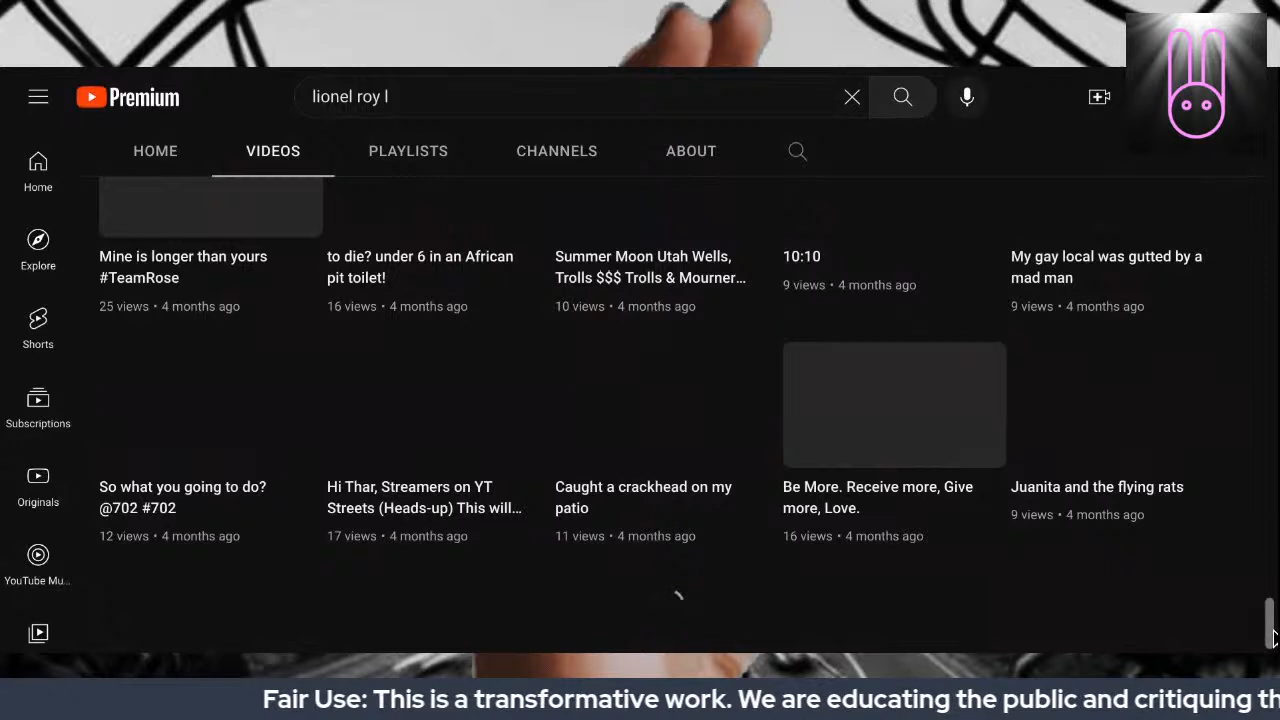 Premium
lionel roy l
HOME VIDEOS PLAYLISTS CHANNELS ABOUT
Home
Explore
Shorts
Subscriptions
Originals
YouTube Mu...
Mine is longer than yours
#TeamRose
25 views • 4 months ago
to die? under 6 in an African
pit toilet!
16 views • 4 months ago
Summer Moon Utah Wells,
Trolls $$$ Trolls & Mourner...
10 views • 4 months ago
10:10
9 views • 4 months ago
My gay local was gutted by a
mad man
9 views • 4 months ago
So what you going to do?
@702 #702
12 views • 4 months ago
Hi Thar, Streamers on YT
Streets (Heads-up) This will...
17 views • 4 months ago
Caught a crackhead on my
patio
11 views • 4 months ago
Be More. Receive more, Give
more, Love.
16 views • 4 months ago
Juanita and the flying rats
9 views • 4 months ago
Fair Use: This is a transformative work. We are educating the public and critiquing th